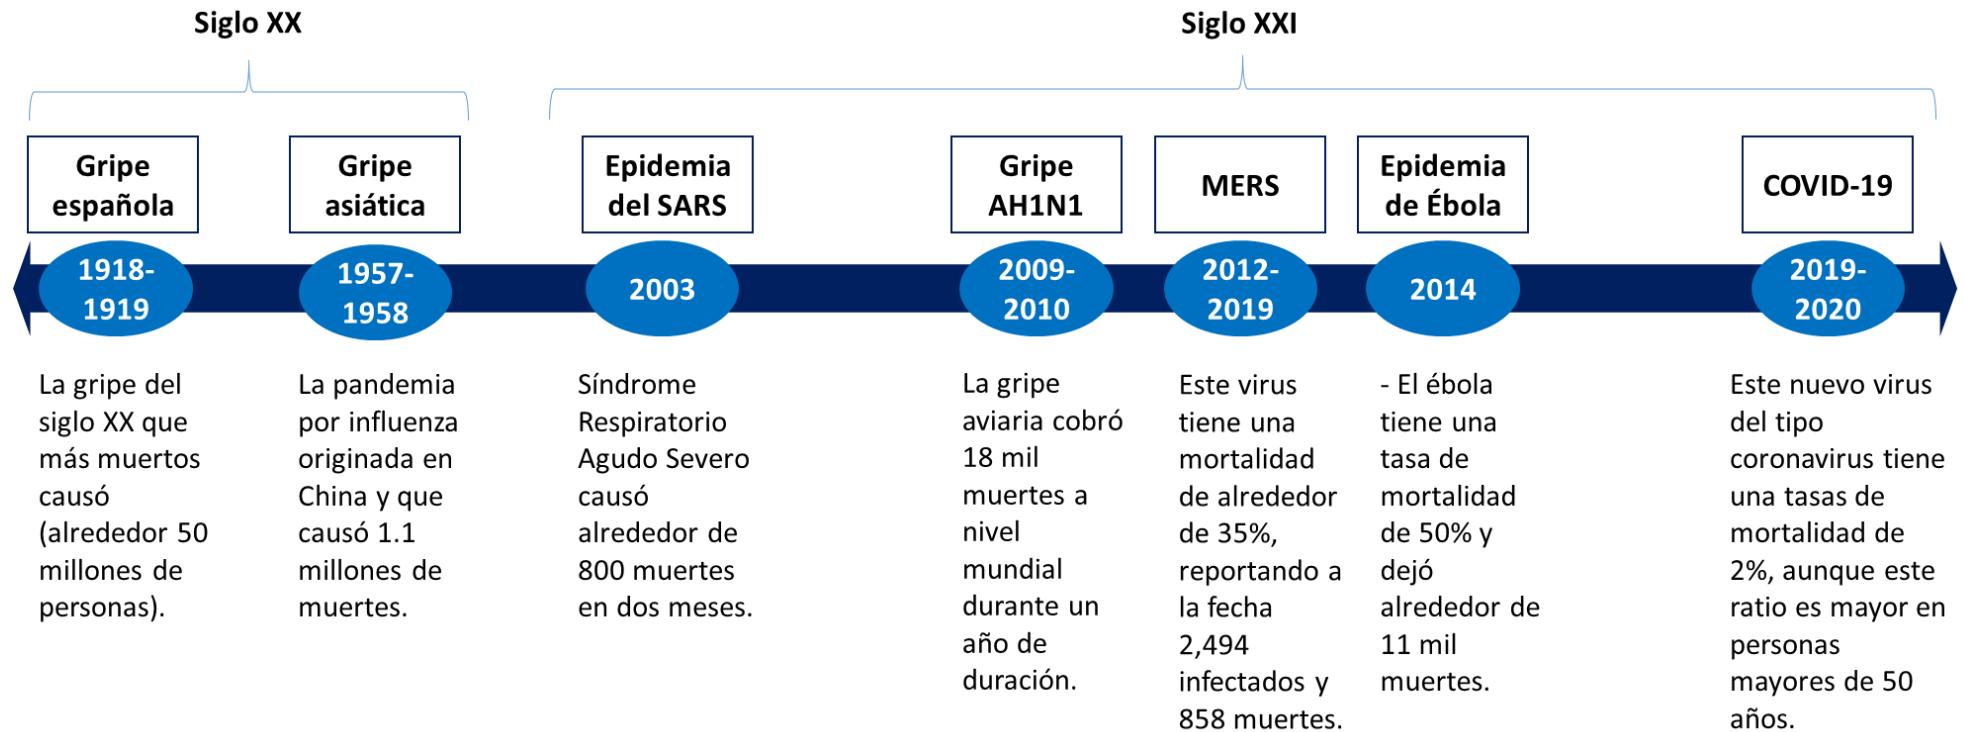 Siglo XX
Siglo XXI
Gripe
española
Gripe
asiática
Epidemia
del SARS
Gripe
AH1N1
MERS
Epidemia
de Ébola
COVID-19
1918-
1919
1957-
1958
2003
2009-
2010
2012-
2019
2014
2019-
2020
La gripe del
siglo XX que
más muertos
causó
(alrededor 50
millones de
personas).
La pandemia
por influenza
originada en
China y que
causó 1.1
millones de
muertes.
Síndrome
Respiratorio
Agudo Severo
causó
alrededor de
800 muertes
en dos meses.
La gripe
aviaria cobró
18 mil
muertes a
nivel
mundial
durante un
año de
duración.
Este virus
tiene una
mortalidad
de alrededor
de 35%,
reportando a
la fecha
2,494
infectados y
858 muertes.
- El ébola
tiene una
tasa de
mortalidad
de 50% y
dejó
alrededor de
11 mil
muertes.
Este nuevo virus
del tipo
coronavirus tiene
una tasas de
mortalidad de
2%, aunque este
ratio es mayor en
personas
mayores de 50
años.